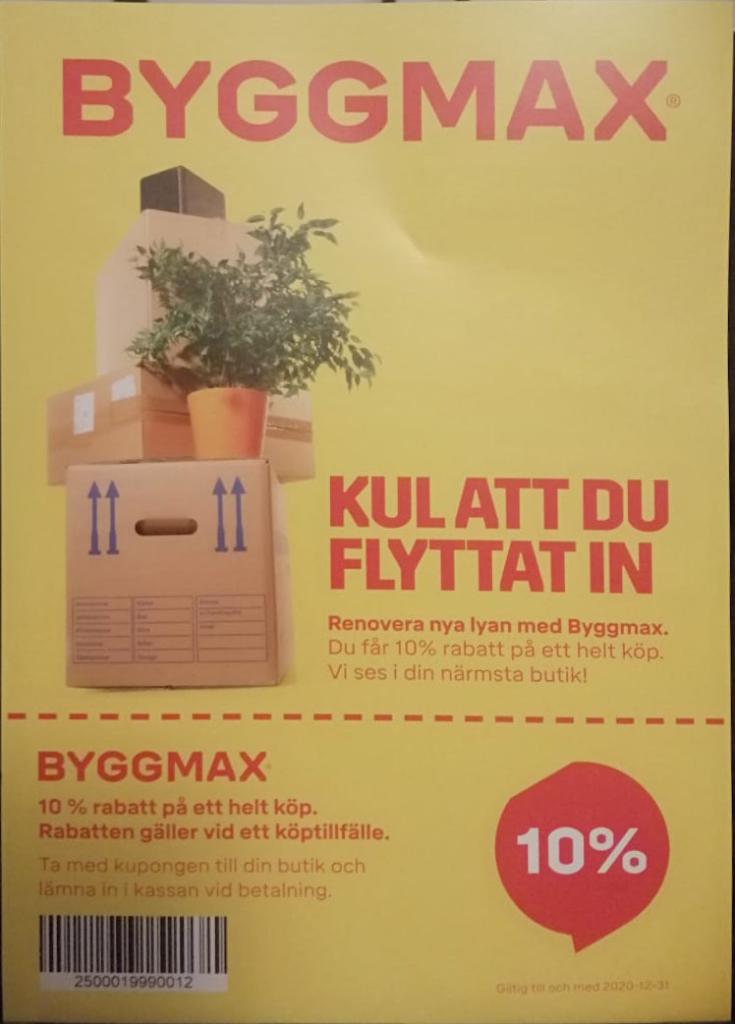 BYGGMAX®
KUL ATT DU
FLYTTAT IN
Renovera nya lyan med Byggmax.
Du får 10% rabatt på ett helt köp.
Vi ses i din närmsta butik!
BYGGMAX
10 % rabatt på ett helt köp.
Rabatten gäller vid ett köptillfälle.
Ta med kupongen till din butik och
lämna in i kassan vid betalning.
10%
2500019990012
Giltig till och med 2020-12-31